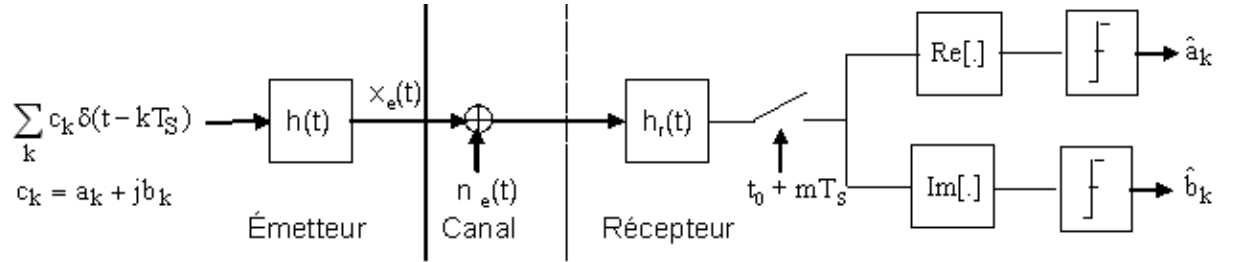 ∑ c_k δ(t − kT_S)
k
c_k = a_k + jb_k
h(t)
x_e(t)
n_e(t)
h_r(t)
t_0 + mT_S
Re[.]
â_k
Im[.]
b̂_k
Émetteur
Canal
Récepteur